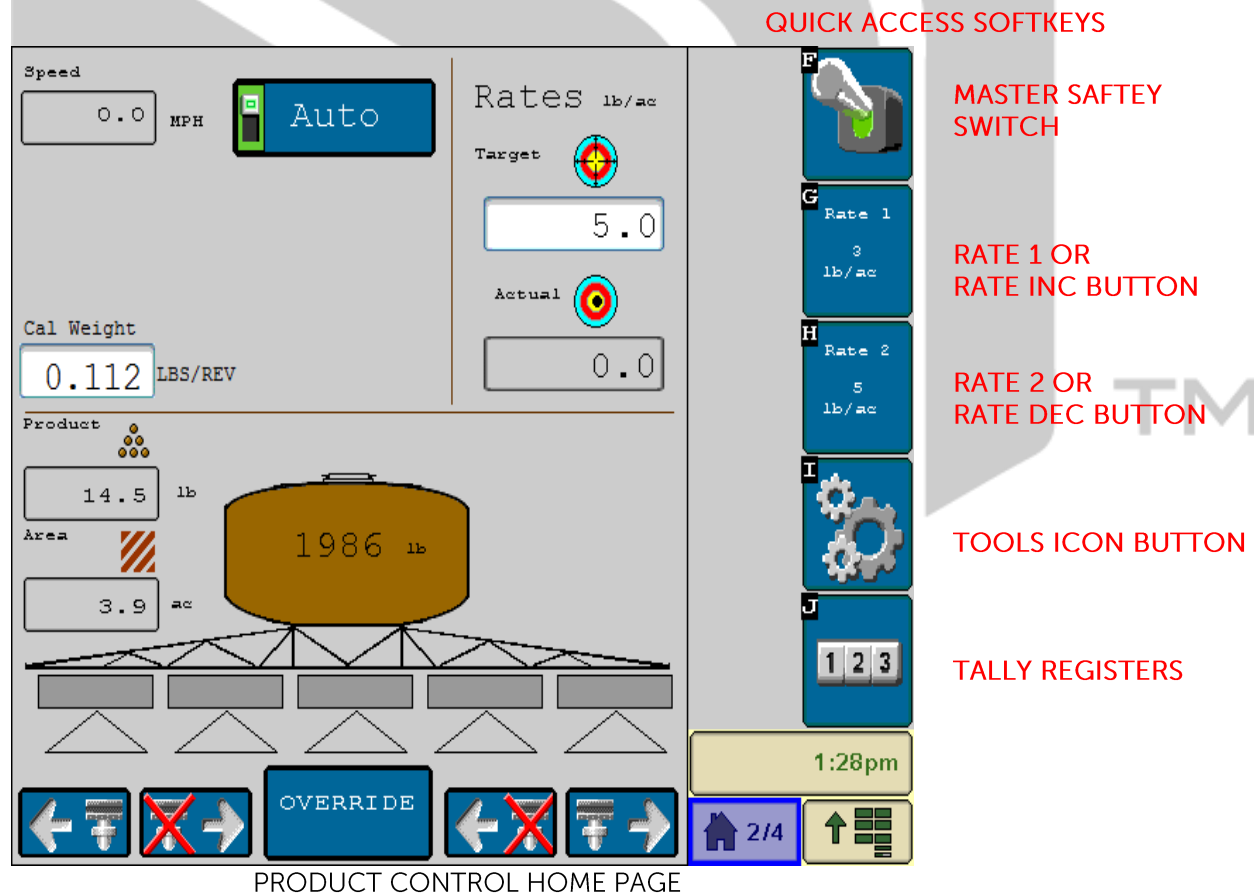 QUICK ACCESS SOFTKEYS
Speed
0.0 MPH
Auto
Rates lb/ac
Target
5.0
Actual
0.0
Cal Weight
0.112 LBS/REV
Product
14.5 lb
Area
3.9 ac
1986 lb
OVERRIDE
F
MASTER SAFTEY
SWITCH
G
Rate 1
3
lb/ac
RATE 1 OR
RATE INC BUTTON
H
Rate 2
5
lb/ac
RATE 2 OR
RATE DEC BUTTON
TM
I
TOOLS ICON BUTTON
J
1 2 3
TALLY REGISTERS
1:28pm
2/4
PRODUCT CONTROL HOME PAGE